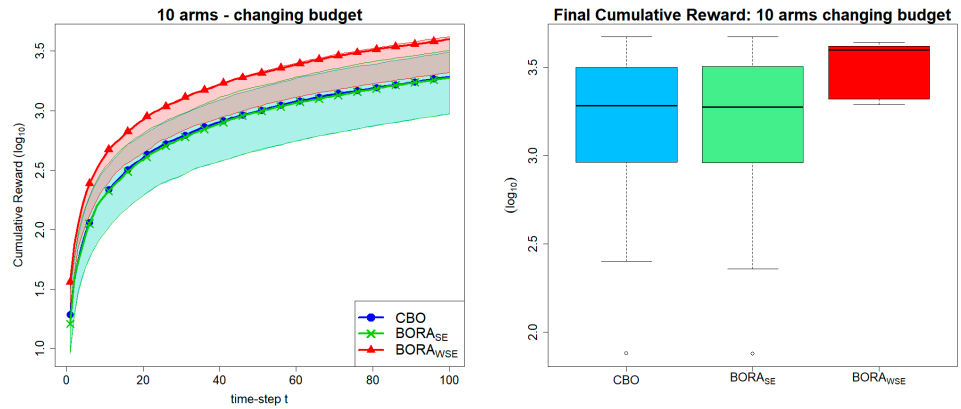 10 arms - changing budget
Cumulative Reward (log10)
3.5
3.0
2.5
2.0
1.5
1.0
CBO
BORASE
BORAWSE
0 20 40 60 80 100
time-step t
Final Cumulative Reward: 10 arms changing budget
(log10)
3.5
3.0
2.5
2.0
CBO BORASE BORAWSE